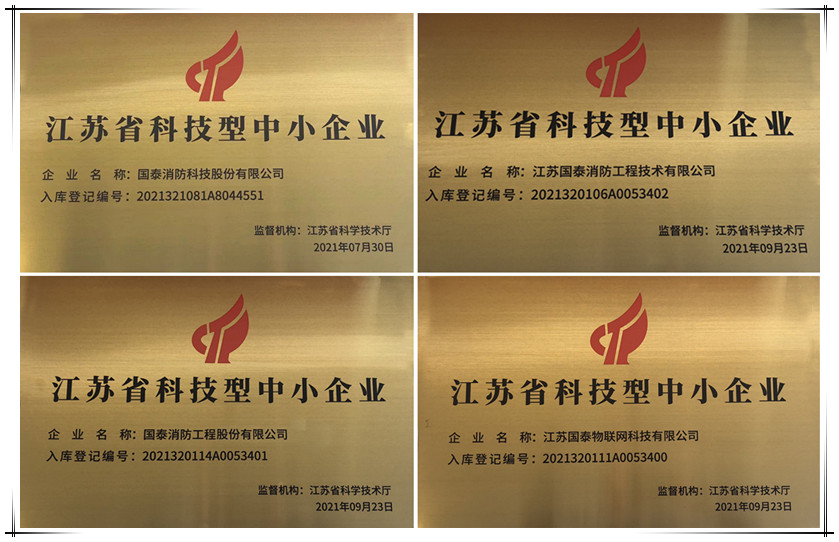 江苏省科技型中小企业
企业名称：国泰消防科技股份有限公司
入库登记编号：2021321081A8044551
监督机构：江苏省科学技术厅
2021年07月30日
江苏省科技型中小企业
企业名称：江苏国泰消防工程技术有限公司
入库登记编号：2021320106A0053402
监督机构：江苏省科学技术厅
2021年09月23日
江苏省科技型中小企业
企业名称：国泰消防工程股份有限公司
入库登记编号：2021320114A0053401
监督机构：江苏省科学技术厅
2021年09月23日
江苏省科技型中小企业
企业名称：江苏国泰物联网科技有限公司
入库登记编号：2021320111A0053400
监督机构：江苏省科学技术厅
2021年09月23日